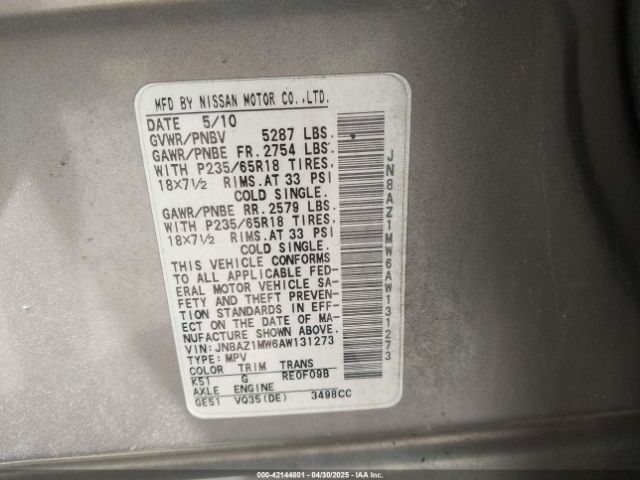 MFD BY NISSAN MOTOR CO.,LTD.
DATE 5/10
GVWR/PNBV 5287 LBS.
GAWR/PNBE FR. 2754 LBS.
WITH P235/65R18 TIRES.
18X7½ RIMS.AT 33 PSI
COLD SINGLE.
GAWR/PNBE RR. 2579 LBS.
WITH P235/65R18 TIRES.
18X7½ RIMS.AT 33 PSI
COLD SINGLE.
THIS VEHICLE CONFORMS
TO ALL APPLICABLE FED-
ERAL MOTOR VEHICLE SA-
FETY AND THEFT PREVEN-
TION STANDARDS IN EFF-
ECT ON THE DATE OF MA-
NUFACTURE SHOWN ABOVE.
VIN: JN8AZ1MW6AW131273
TYPE: MPV
COLOR TRIM TRANS
K51 G RE0F09B
AXLE ENGINE
GE51 VQ35(DE) 3498CC
JN8AZ1MW6AW131273
000-42144801 - 04/30/2025 - IAA Inc.